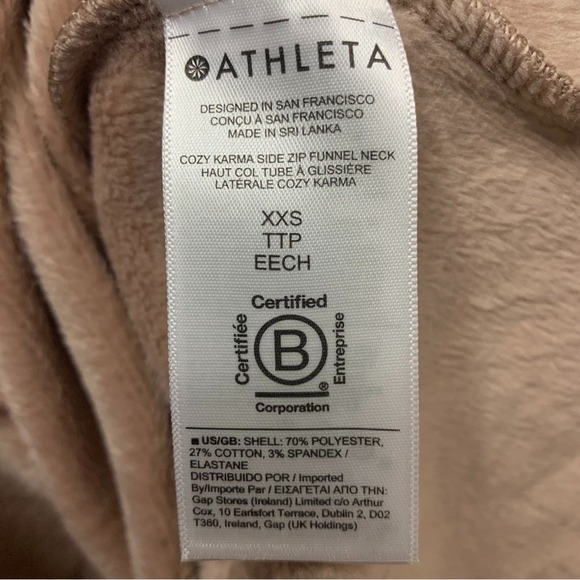 ATHLETA
DESIGNED IN SAN FRANCISCO
CONÇU À SAN FRANCISCO
MADE IN SRI LANKA
COZY KARMA SIDE ZIP FUNNEL NECK
HAUT COL TUBE À GLISSIÈRE
LATÉRALE COZY KARMA
XXS
TTP
EECH
Certified
Certifiée
B
Entreprise
®
Corporation
■ US/GB: SHELL: 70% POLYESTER,
27% COTTON, 3% SPANDEX /
ELASTANE
DISTRIBUIDO POR / Imported
By/Importe Par / ΕΙΣΑΓΕΤΑΙ ΑΠΟ ΤΗΝ:
Gap Stores (Ireland) Limited c/o Arthur
Cox, 10 Earlsfort Terrace, Dublin 2, D02
T380, Ireland, Gap (UK Holdings)